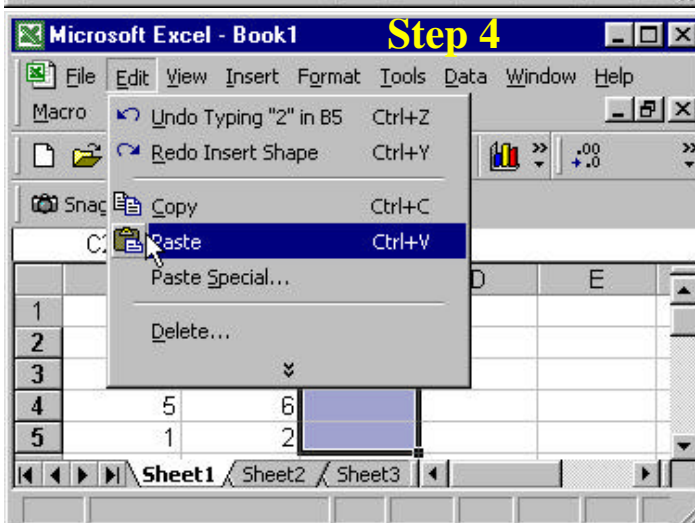 Microsoft Excel - Book1 Step 4
File Edit View Insert Format Tools Data Window Help
Macro
Undo Typing "2" in B5 Ctrl+Z
Redo Insert Shape Ctrl+Y
Copy Ctrl+C
Paste Ctrl+V
Paste Special...
Delete...
D E
1
2
3
4 5 6
5 1 2
Sheet1 Sheet2 Sheet3